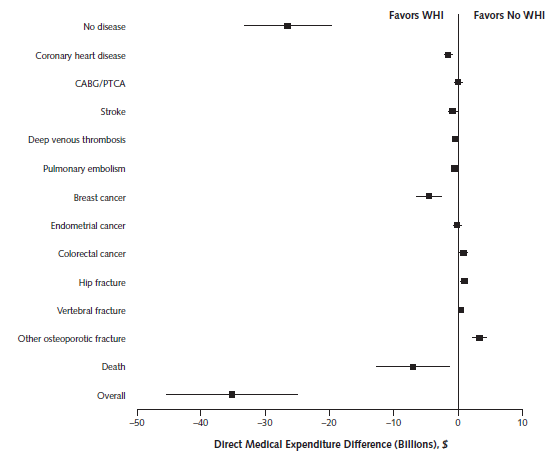 Favors WHI Favors No WHI
No disease
Coronary heart disease
CABG/PTCA
Stroke
Deep venous thrombosis
Pulmonary embolism
Breast cancer
Endometrial cancer
Colorectal cancer
Hip fracture
Vertebral fracture
Other osteoporotic fracture
Death
Overall
–50 –40 –30 –20 –10 0 10
Direct Medical Expenditure Difference (Billions), $